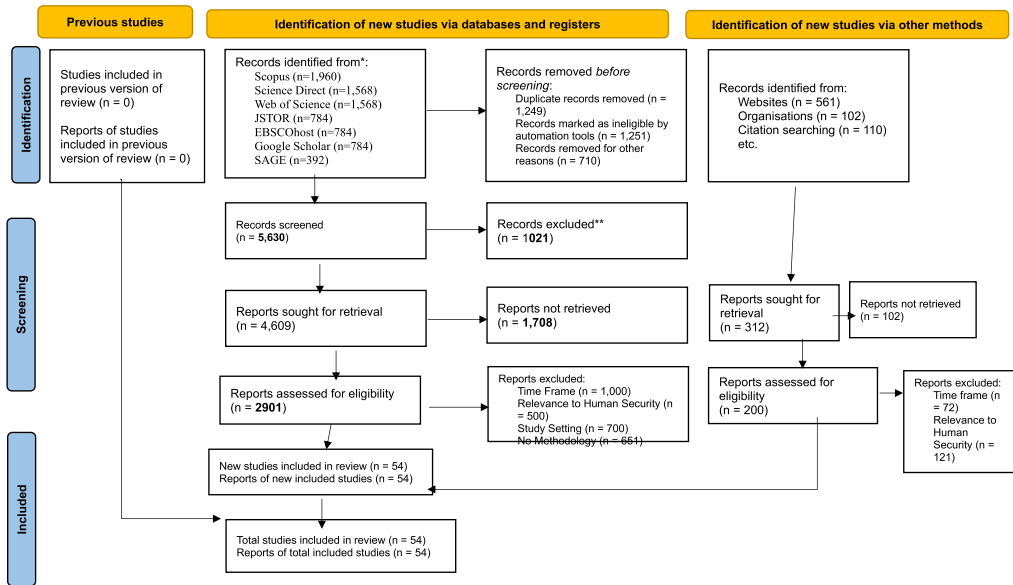 Previous studies
Identification of new studies via databases and registers
Identification of new studies via other methods
Identification
Studies included in
previous version of
review (n = 0)
Reports of studies
included in previous
version of review (n = 0)
Records identified from*:
Scopus (n=1,960)
Science Direct (n=1,568)
Web of Science (n=1,568)
JSTOR (n=784)
EBSCOhost (n=784)
Google Scholar (n=784)
SAGE (n=392)
Records removed before
screening:
Duplicate records removed (n =
1,249)
Records marked as ineligible by
automation tools (n = 1,251)
Records removed for other
reasons (n = 710)
Records identified from:
Websites (n = 561)
Organisations (n = 102)
Citation searching (n = 110)
etc.
Screening
Records screened
(n = 5,630)
Records excluded**
(n = 1021)
Reports sought for retrieval
(n = 4,609)
Reports not retrieved
(n = 1,708)
Reports sought for
retrieval
(n = 312)
Reports not retrieved
(n = 102)
Reports assessed for eligibility
(n = 2901)
Reports excluded:
Time Frame (n = 1,000)
Relevance to Human Security (n
= 500)
Study Setting (n = 700)
No Methodology (n = 651)
Reports assessed for
eligibility
(n = 200)
Reports excluded:
Time frame (n
= 72)
Relevance to
Human
Security (n =
121)
Included
New studies included in review (n = 54)
Reports of new included studies (n = 54)
Total studies included in review (n = 54)
Reports of total included studies (n = 54)